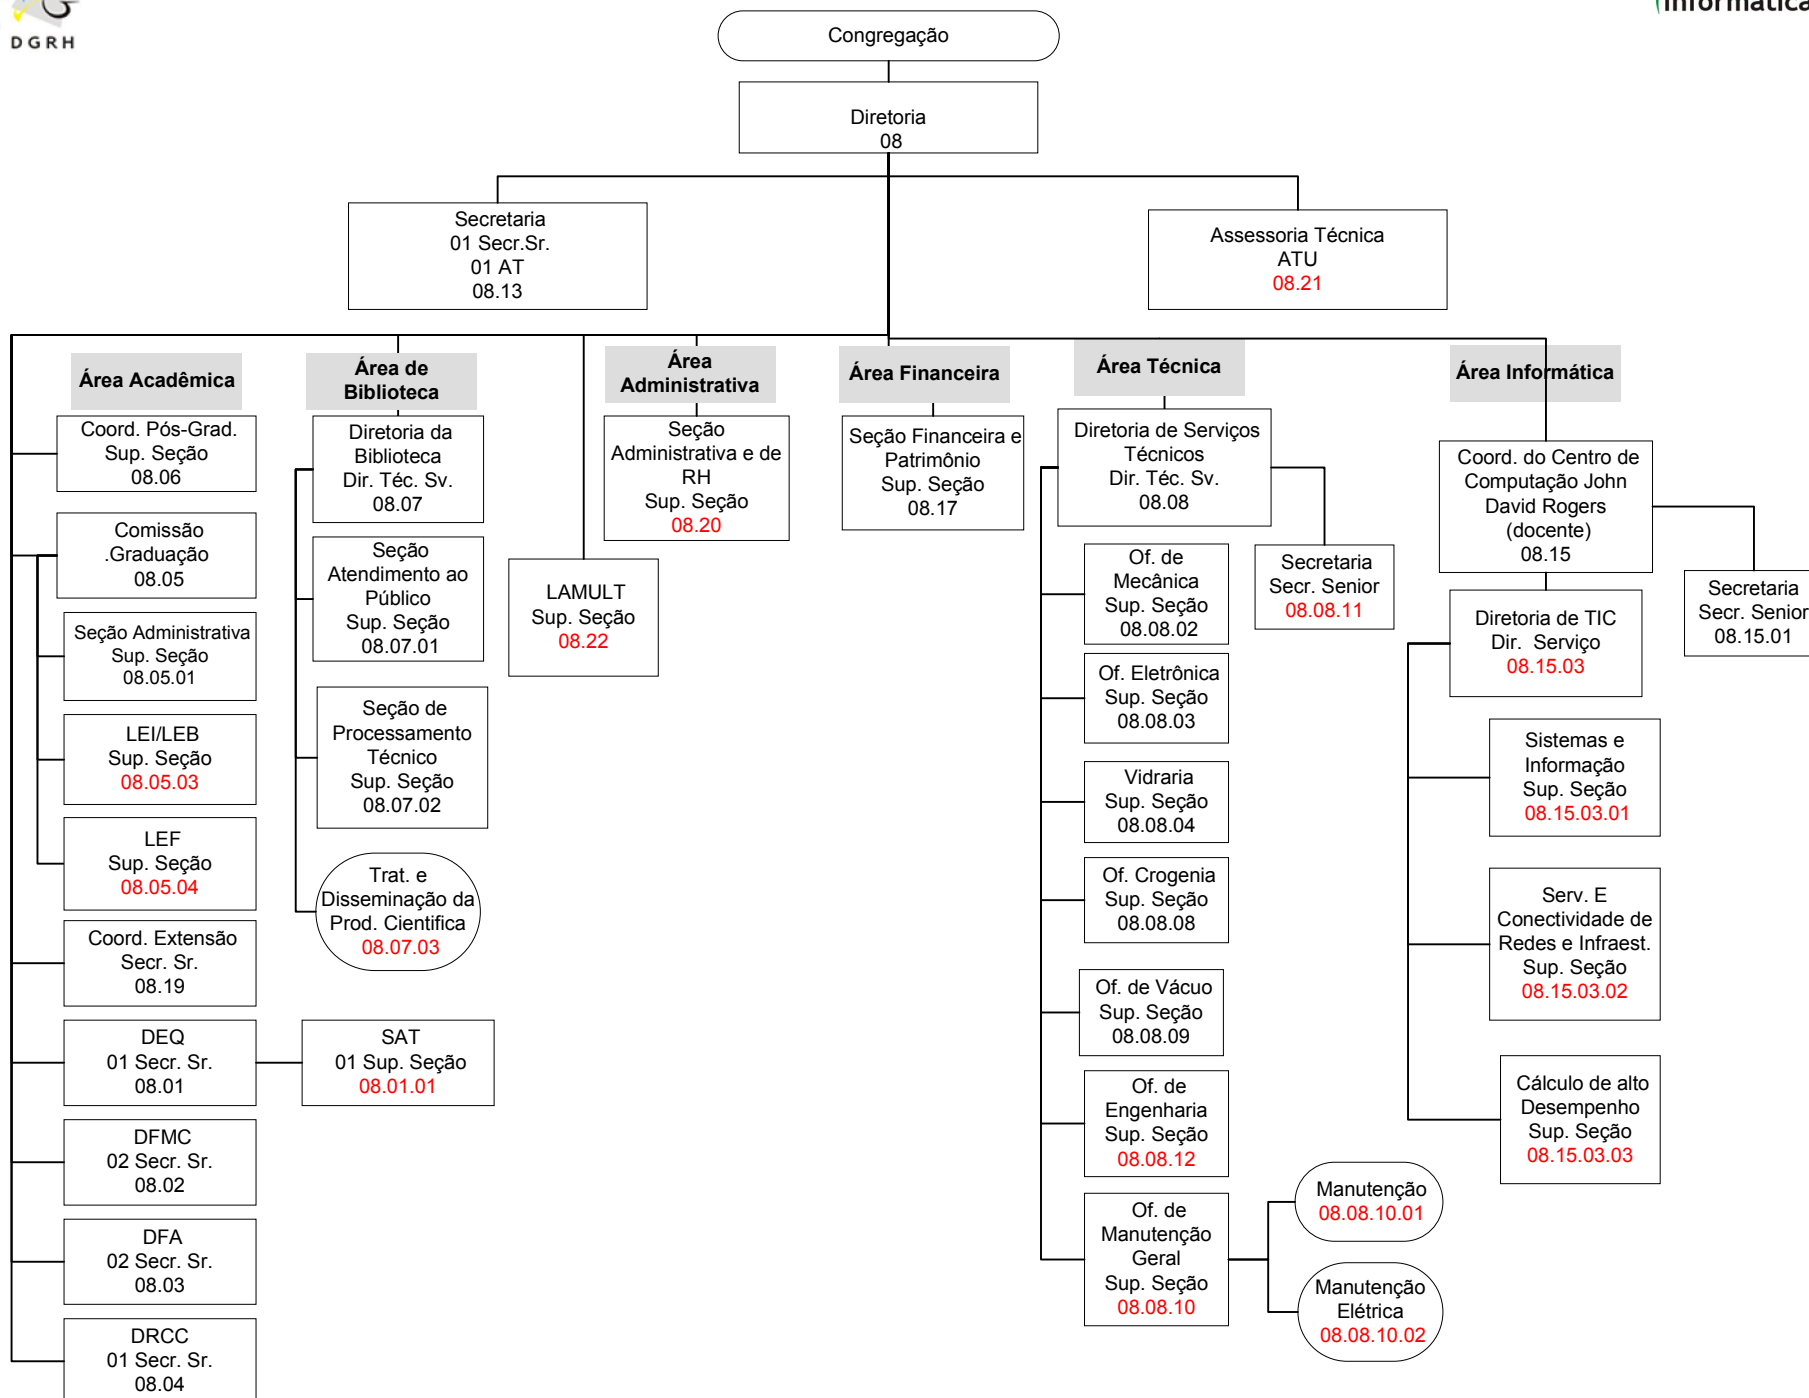 DGRH
informática
Congregação
Diretoria
08
Secretaria
01 Secr.Sr.
01 AT
08.13
Assessoria Técnica
ATU
08.21
Área Acadêmica
Coord. Pós-Grad.
Sup. Seção
08.06
Comissão
.Graduação
08.05
Seção Administrativa
Sup. Seção
08.05.01
LEI/LEB
Sup. Seção
08.05.03
LEF
Sup. Seção
08.05.04
Coord. Extensão
Secr. Sr.
08.19
DEQ
01 Secr. Sr.
08.01
SAT
01 Sup. Seção
08.01.01
DFMC
02 Secr. Sr.
08.02
DFA
02 Secr. Sr.
08.03
DRCC
01 Secr. Sr.
08.04
Área de
Biblioteca
Diretoria da
Biblioteca
Dir. Téc. Sv.
08.07
Seção
Atendimento ao
Público
Sup. Seção
08.07.01
Seção de
Processamento
Técnico
Sup. Seção
08.07.02
Trat. e
Disseminação da
Prod. Cientifica
08.07.03
LAMULT
Sup. Seção
08.22
Área
Administrativa
Seção
Administrativa e de
RH
Sup. Seção
08.20
Área Financeira
Seção Financeira e
Patrimônio
Sup. Seção
08.17
Área Técnica
Diretoria de Serviços
Técnicos
Dir. Téc. Sv.
08.08
Secretaria
Secr. Senior
08.08.11
Of. de
Mecânica
Sup. Seção
08.08.02
Of. Eletrônica
Sup. Seção
08.08.03
Vidraria
Sup. Seção
08.08.04
Of. Crogenia
Sup. Seção
08.08.08
Of. de Vácuo
Sup. Seção
08.08.09
Of. de
Engenharia
Sup. Seção
08.08.12
Of. de
Manutenção
Geral
Sup. Seção
08.08.10
Manutenção
08.08.10.01
Manutenção
Elétrica
08.08.10.02
Área Informática
Coord. do Centro de
Computação John
David Rogers
(docente)
08.15
Secretaria
Secr. Senior
08.15.01
Diretoria de TIC
Dir. Serviço
08.15.03
Sistemas e
Informação
Sup. Seção
08.15.03.01
Serv. E
Conectividade de
Redes e Infraest.
Sup. Seção
08.15.03.02
Cálculo de alto
Desempenho
Sup. Seção
08.15.03.03